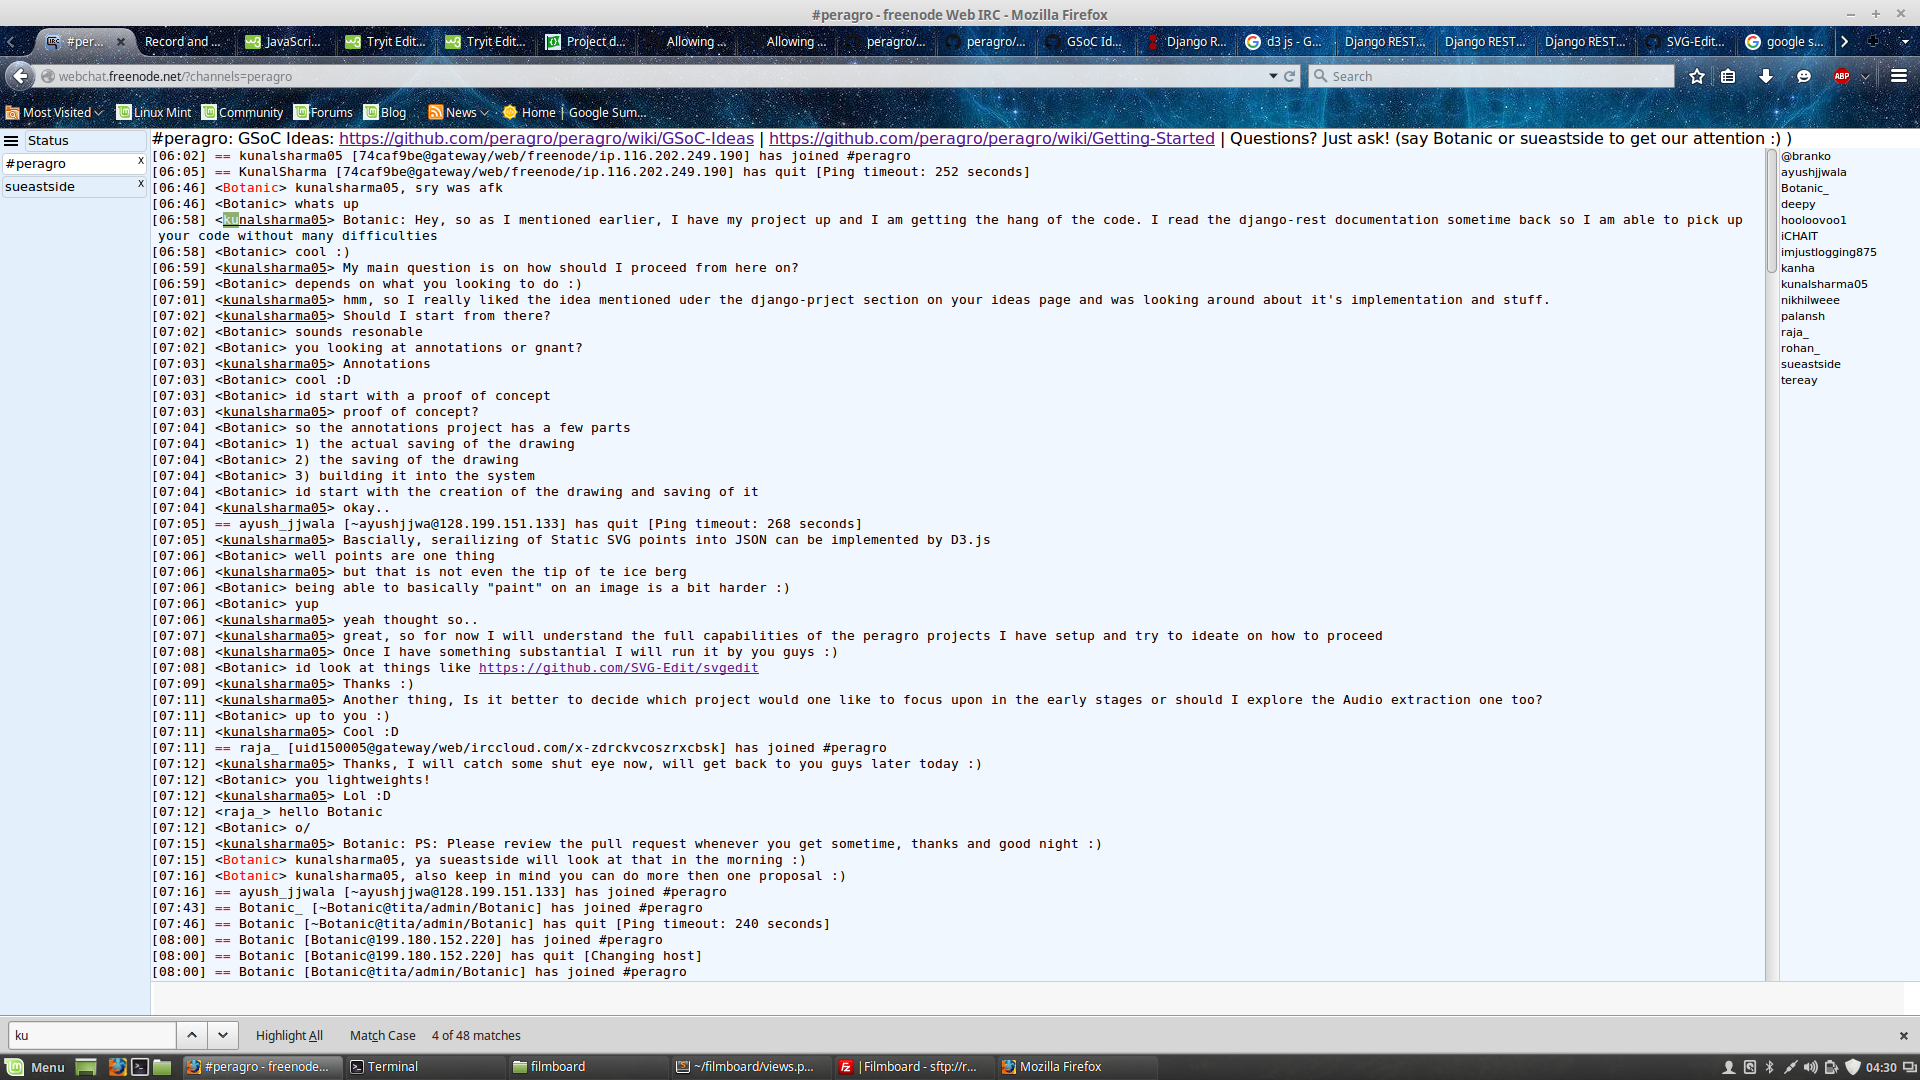 #peragro - freenode Web IRC - Mozilla Firefox
#per... Record and ... JavaScri... Tryit Edit... Tryit Edit... Project d... Allowing ... Allowing ... peragro/... peragro/... GSoC Id... Django R... d3 js - G... Django REST... Django REST... Django REST... SVG-Edit... google s...
webchat.freenode.net/?channels=peragro
Search
ABP
Most Visited Linux Mint Community Forums Blog News Home | Google Sum...
Status
#peragro x
sueastside x
#peragro: GSoC Ideas: https://github.com/peragro/peragro/wiki/GSoC-Ideas | https://github.com/peragro/peragro/wiki/Getting-Started | Questions? Just ask! (say Botanic or sueastside to get our attention :) )
[06:02] == kunalsharma05 [74caf9be@gateway/web/freenode/ip.116.202.249.190] has joined #peragro
[06:05] == KunalSharma [74caf9be@gateway/web/freenode/ip.116.202.249.190] has quit [Ping timeout: 252 seconds]
[06:46] <Botanic> kunalsharma05, sry was afk
[06:46] <Botanic> whats up
[06:58] <kunalsharma05> Botanic: Hey, so as I mentioned earlier, I have my project up and I am getting the hang of the code. I read the django-rest documentation sometime back so I am able to pick up
your code without many difficulties
[06:58] <Botanic> cool :)
[06:59] <kunalsharma05> My main question is on how should I proceed from here on?
[06:59] <Botanic> depends on what you looking to do :)
[07:01] <kunalsharma05> hmm, so I really liked the idea mentioned uder the django-prject section on your ideas page and was looking around about it's implementation and stuff.
[07:02] <kunalsharma05> Should I start from there?
[07:02] <Botanic> sounds resonable
[07:02] <Botanic> you looking at annotations or gnant?
[07:03] <kunalsharma05> Annotations
[07:03] <Botanic> cool :D
[07:03] <Botanic> id start with a proof of concept
[07:03] <kunalsharma05> proof of concept?
[07:04] <Botanic> so the annotations project has a few parts
[07:04] <Botanic> 1) the actual saving of the drawing
[07:04] <Botanic> 2) the saving of the drawing
[07:04] <Botanic> 3) building it into the system
[07:04] <Botanic> id start with the creation of the drawing and saving of it
[07:04] <kunalsharma05> okay..
[07:05] == ayush_jjwala [~ayushjjwa@128.199.151.133] has quit [Ping timeout: 268 seconds]
[07:05] <kunalsharma05> Bascially, serailizing of Static SVG points into JSON can be implemented by D3.js
[07:06] <Botanic> well points are one thing
[07:06] <kunalsharma05> but that is not even the tip of te ice berg
[07:06] <Botanic> being able to basically "paint" on an image is a bit harder :)
[07:06] <Botanic> yup
[07:06] <kunalsharma05> yeah thought so..
[07:07] <kunalsharma05> great, so for now I will understand the full capabilities of the peragro projects I have setup and try to ideate on how to proceed
[07:08] <kunalsharma05> Once I have something substantial I will run it by you guys :)
[07:08] <Botanic> id look at things like https://github.com/SVG-Edit/svgedit
[07:09] <kunalsharma05> Thanks :)
[07:11] <kunalsharma05> Another thing, Is it better to decide which project would one like to focus upon in the early stages or should I explore the Audio extraction one too?
[07:11] <Botanic> up to you :)
[07:11] <kunalsharma05> Cool :D
[07:11] == raja_ [uid150005@gateway/web/irccloud.com/x-zdrckvcoszrxcbsk] has joined #peragro
[07:12] <kunalsharma05> Thanks, I will catch some shut eye now, will get back to you guys later today :)
[07:12] <Botanic> you lightweights!
[07:12] <kunalsharma05> Lol :D
[07:12] <raja_> hello Botanic
[07:12] <Botanic> o/
[07:15] <kunalsharma05> Botanic: PS: Please review the pull request whenever you get sometime, thanks and good night :)
[07:15] <Botanic> kunalsharma05, ya sueastside will look at that in the morning :)
[07:16] <Botanic> kunalsharma05, also keep in mind you can do more then one proposal :)
[07:16] == ayush_jjwala [~ayushjjwa@128.199.151.133] has joined #peragro
[07:43] == Botanic_ [~Botanic@tita/admin/Botanic] has joined #peragro
[07:46] == Botanic [~Botanic@tita/admin/Botanic] has quit [Ping timeout: 240 seconds]
[08:00] == Botanic [Botanic@199.180.152.220] has joined #peragro
[08:00] == Botanic [Botanic@199.180.152.220] has quit [Changing host]
[08:00] == Botanic [Botanic@tita/admin/Botanic] has joined #peragro
@branko
ayushjjwala
Botanic_
deepy
hooloovoo1
iCHAIT
imjustlogging875
kanha
kunalsharma05
nikhilweee
palansh
raja_
rohan_
sueastside
tereay
ku Highlight All Match Case 4 of 48 matches
Menu #peragro - freenode... Terminal filmboard ~/filmboard/views.p... |Filmboard - sftp://r... Mozilla Firefox 04:30